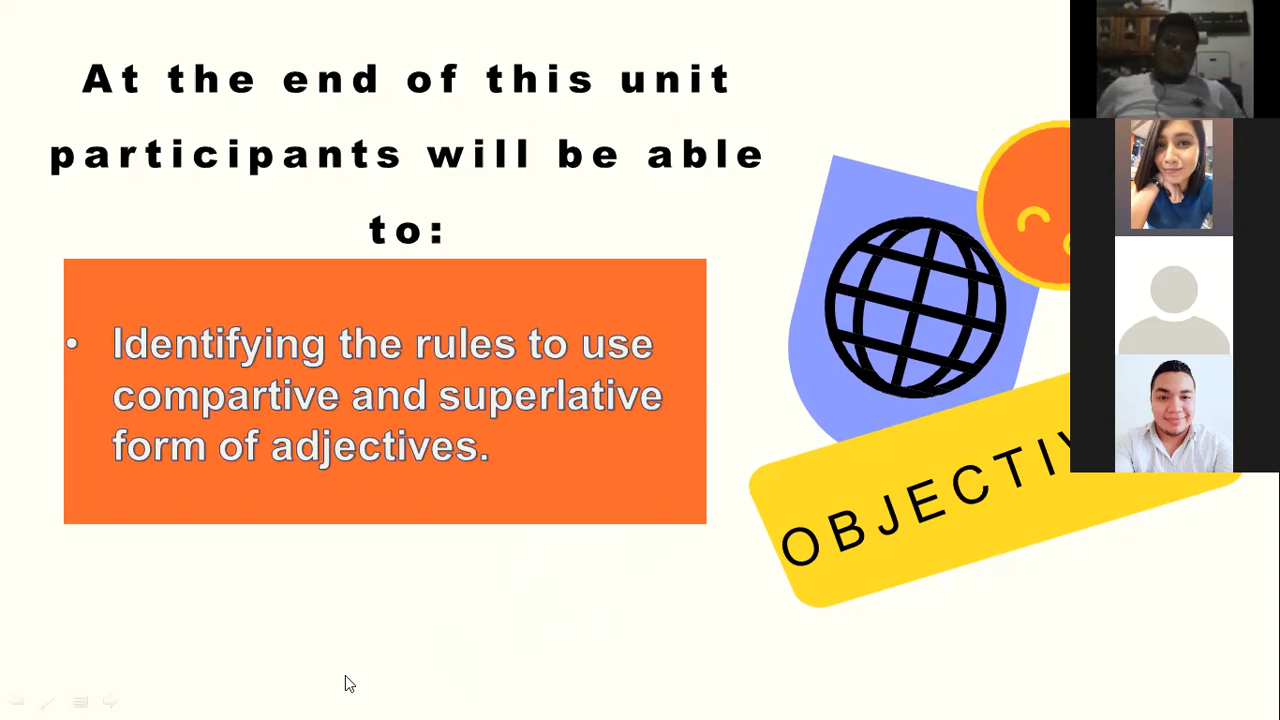 At the end of this unit
participants will be able
to:
• Identifying the rules to use
compartive and superlative
form of adjectives.
OBJECTIV